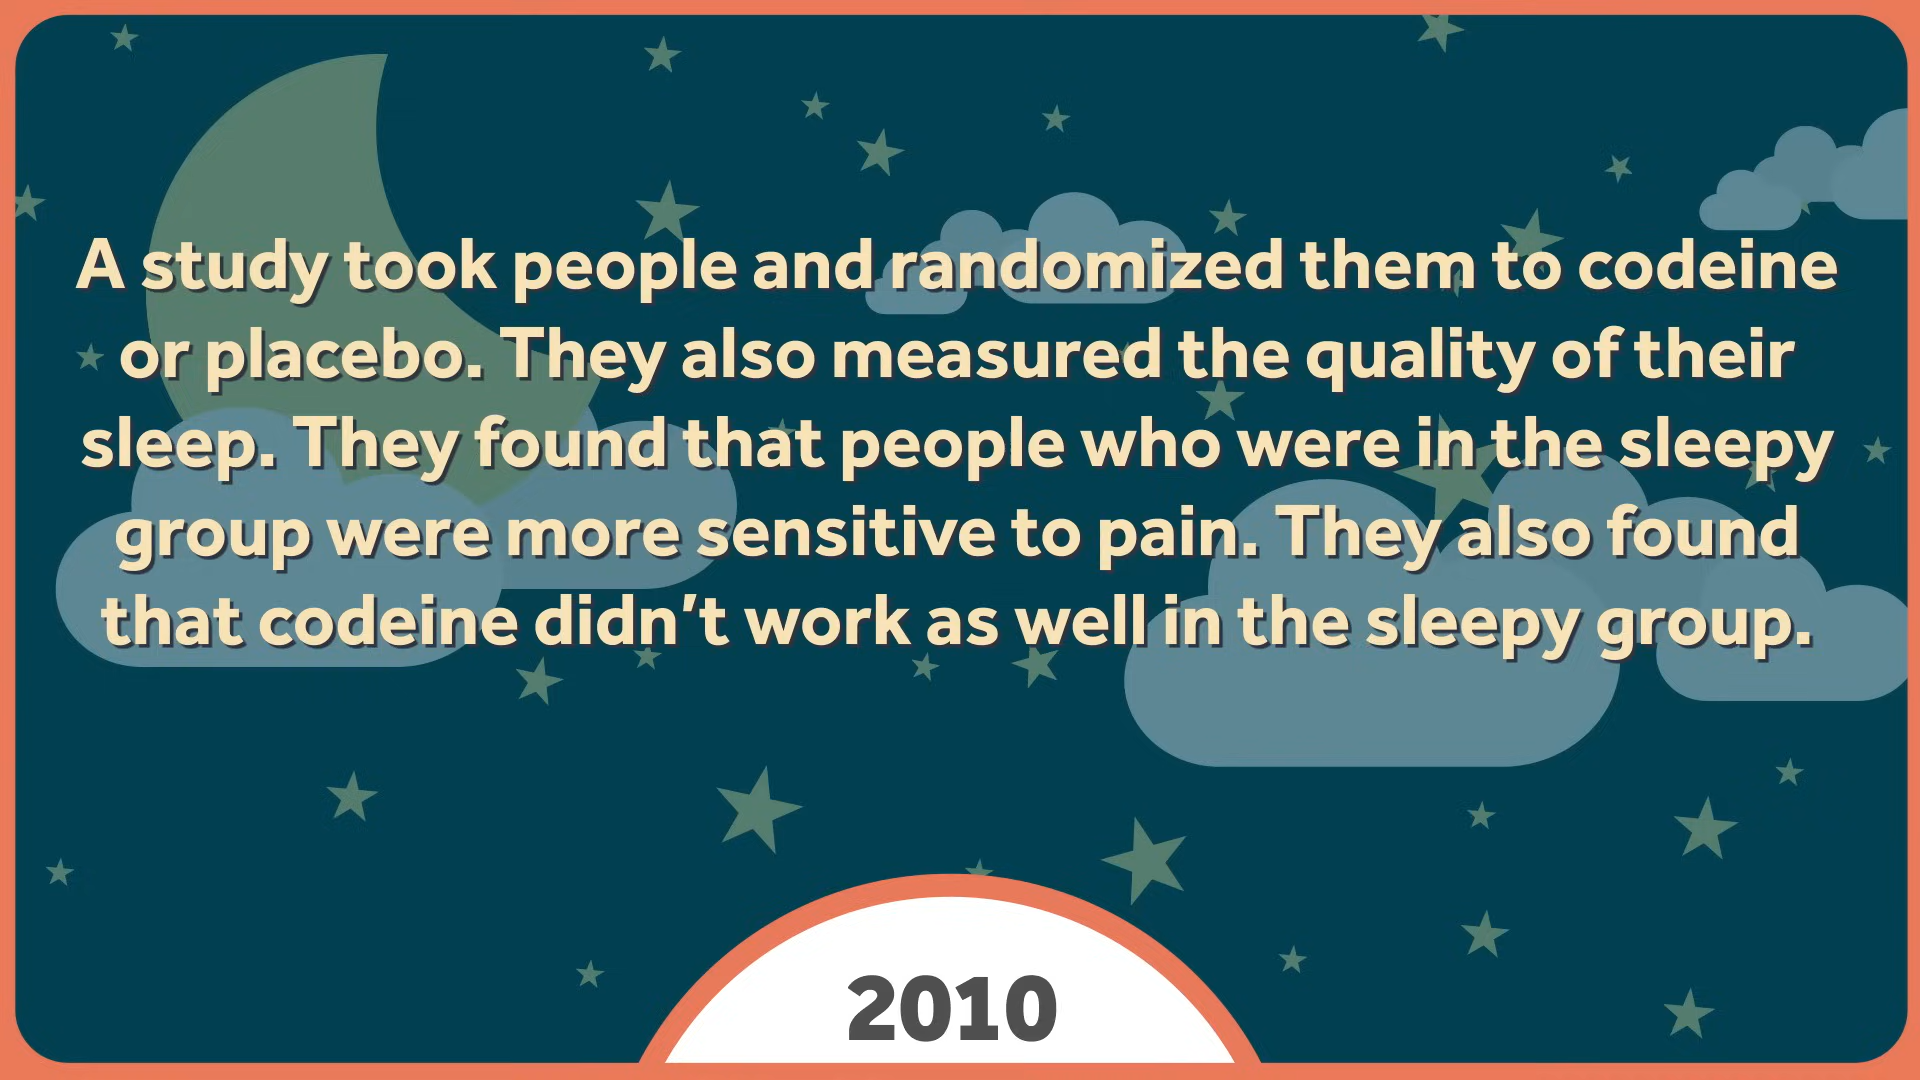 A study took people and randomized them to codeine
or placebo. They also measured the quality of their
sleep. They found that people who were in the sleepy
group were more sensitive to pain. They also found
that codeine didn't work as well in the sleepy group.
2010